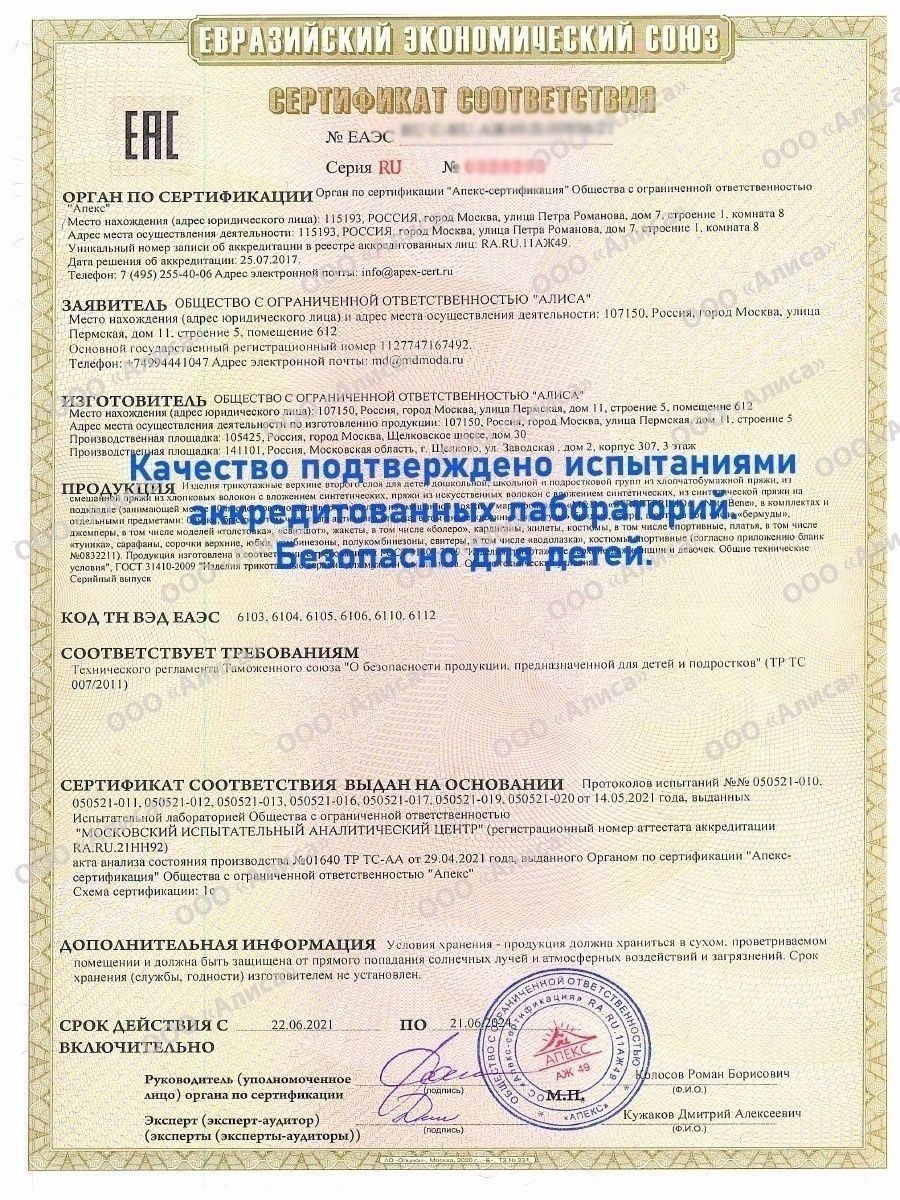 ЕВРАЗИЙСКИЙ ЭКОНОМИЧЕСКИЙ СОЮЗ
СЕРТИФИКАТ СООТВЕТСТВИЯ
EAC
№ ЕАЭС
Серия RU №
ОРГАН ПО СЕРТИФИКАЦИИ Орган по сертификации "Апекс-сертификация" Общества с ограниченной ответственностью
"Апекс"
Место нахождения (адрес юридического лица): 115193, РОССИЯ, город Москва, улица Петра Романова, дом 7, строение 1, комната 8
Адрес места осуществления деятельности: 115193, РОССИЯ, город Москва, улица Петра Романова, дом 7, строение 1, комната 8
Уникальный номер записи об аккредитации в реестре аккредитованных лиц: RA.RU.11АЖ49.
Дата решения об аккредитации: 25.07.2017.
Телефон: 7 (495) 255-40-06 Адрес электронной почты: info@apex-cert.ru
ЗАЯВИТЕЛЬ ОБЩЕСТВО С ОГРАНИЧЕННОЙ ОТВЕТСТВЕННОСТЬЮ "АЛИСА"
Место нахождения (адрес юридического лица) и адрес места осуществления деятельности: 107150, Россия, город Москва, улица
Пермская, дом 11, строение 5, помещение 612
Основной государственный регистрационный номер 1127747167492.
Телефон: +74994441047 Адрес электронной почты: md@mdmoda.ru
ИЗГОТОВИТЕЛЬ ОБЩЕСТВО С ОГРАНИЧЕННОЙ ОТВЕТСТВЕННОСТЬЮ "АЛИСА"
Место нахождения (адрес юридического лица): 107150, Россия, город Москва, улица Пермская, дом 11, строение 5, помещение 612
Адрес места осуществления деятельности по изготовлению продукции: 107150, Россия, город Москва, улица Пермская, дом 11, строение 5
Производственная площадка: 105425, Россия, город Москва, Щелковское шоссе, дом 30
Производственная площадка: 141101, Россия, Московская область, г. Щелково, ул. Заводская , дом 2, корпус 307, 3 этаж
Качество подтверждено испытаниями
аккредитованных лабораторий.
Безопасно для детей.
ПРОДУКЦИЯ Изделия трикотажные верхние второго слоя для детей дошкольной, школьной и подростковой групп из хлопчатобумажной пряжи, из
смешанной пряжи из хлопковых волокон с вложением синтетических, пряжи из искусственных волокон с вложением синтетических, из синтетической пряжи на
подкладке (занимающей Bene», в комплектах и
отдельными предметами: «бермуды»,
джемперы, в том числе моделей «толстовка», «свитшот», жакеты, в том числе «болеро», кардиганы, жилеты, костюмы, в том числе спортивные, платья, в том числе
«туника», сарафаны, сорочки верхние, юбки, комбинезоны, полукомбинезоны, свитеры, в том числе «водолазка», костюмы спортивные (согласно приложению бланк
№0832211). Продукция изготовлена в соответствии женщин и девочек. Общие технические
условия", ГОСТ 31410-2009 "Изделия трикотажные
Серийный выпуск
КОД ТН ВЭД ЕАЭС 6103, 6104, 6105, 6106, 6110, 6112
СООТВЕТСТВУЕТ ТРЕБОВАНИЯМ
Технического регламента Таможенного союза "О безопасности продукции, предназначенной для детей и подростков" (ТР ТС
007/2011)
СЕРТИФИКАТ СООТВЕТСТВИЯ ВЫДАН НА ОСНОВАНИИ Протоколов испытаний №№ 050521-010,
050521-011, 050521-012, 050521-013, 050521-016, 050521-017, 050521-019, 050521-020 от 14.05.2021 года, выданных
Испытательной лабораторией Общества с ограниченной ответственностью
"МОСКОВСКИЙ ИСПЫТАТЕЛЬНЫЙ АНАЛИТИЧЕСКИЙ ЦЕНТР" (регистрационный номер аттестата аккредитации
RA.RU.21НН92)
акта анализа состояния производства №01640 ТР ТС-АА от 29.04.2021 года, выданного Органом по сертификации "Апекс-
сертификация" Общества с ограниченной ответственностью "Апекс"
Схема сертификации: 1с
ДОПОЛНИТЕЛЬНАЯ ИНФОРМАЦИЯ Условия хранения - продукция должна храниться в сухом, проветриваемом
помещении и должна быть защищена от прямого попадания солнечных лучей и атмосферных воздействий и загрязнений. Срок
хранения (службы, годности) изготовителем не установлен.
СРОК ДЕЙСТВИЯ С 22.06.2021 ПО 21.06.2024
ВКЛЮЧИТЕЛЬНО
Руководитель (уполномоченное
лицо) органа по сертификации
(подпись)
М.П.
Колосов Роман Борисович
(Ф.И.О.)
Эксперт (эксперт-аудитор)
(эксперты (эксперты-аудиторы))
(подпись)
Кужаков Дмитрий Алексеевич
(Ф.И.О.)
ОБЩЕСТВО С ОГРАНИЧЕННОЙ ОТВЕТСТВЕННОСТЬЮ
«АПЕКС»
ОС «Апекс-сертификация» RA.RU.11АЖ49
АПЕКС
АЖ 49
ООО «Алиса»
АО «Опцион», Москва, 2020 г., «Б». ТЗ № 334.